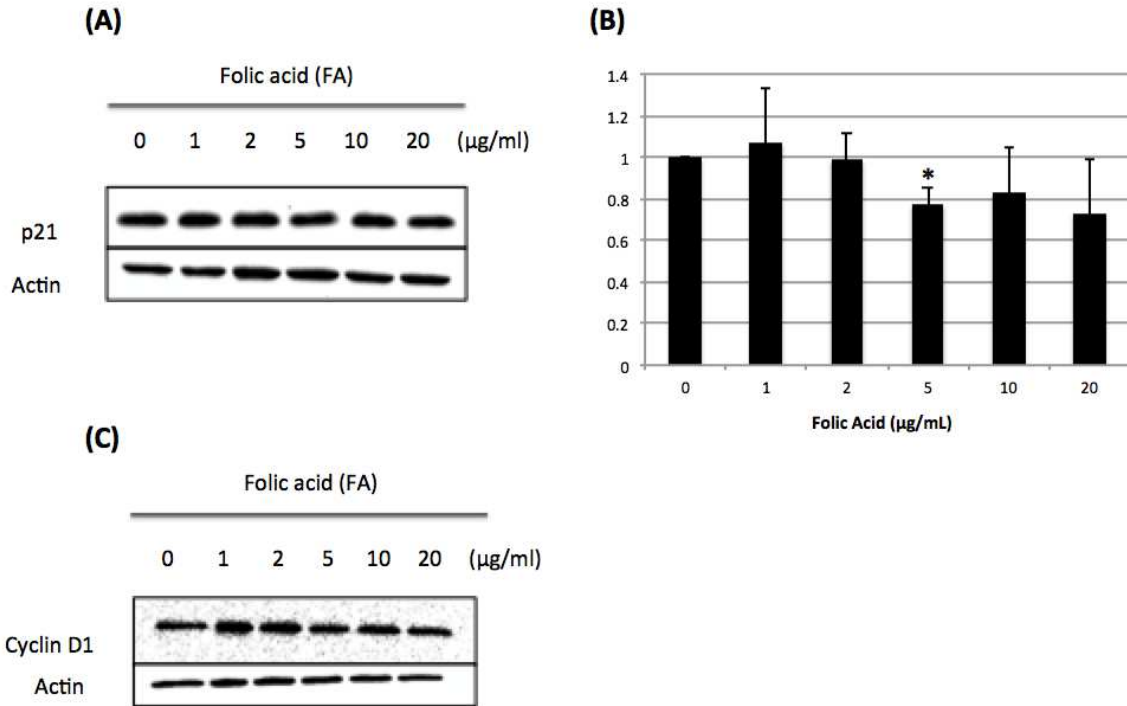 (A)
Folic acid (FA)
0 1 2 5 10 20 (μg/ml)
p21
Actin
(B)
1.4
1.2
1
0.8
0.6
0.4
0.2
0
*
0 1 2 5 10 20
Folic Acid (μg/mL)
(C)
Folic acid (FA)
0 1 2 5 10 20 (μg/ml)
Cyclin D1
Actin